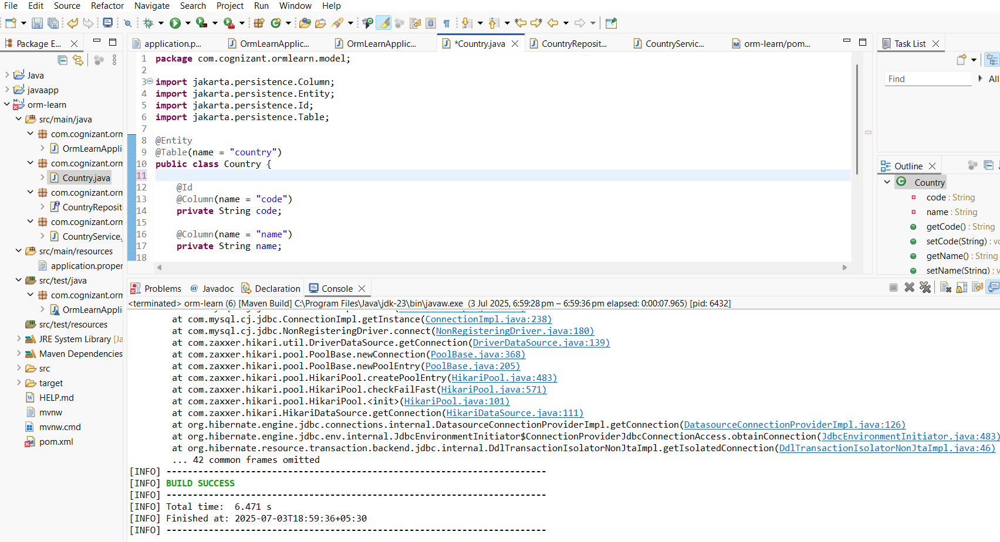 File Edit Source Refactor Navigate Search Project Run Window Help
Package E...
application.p...
OrmLearnApplic...
OrmLearnApplic...
*Country.java
CountryReposit...
CountryServic...
orm-learn/pom...
Task List
Find
All
Java
javaapp
orm-learn
src/main/java
com.cognizant.orm
OrmLearnAppli
com.cognizant.orm
Country.java
com.cognizant.orm
CountryReposit
com.cognizant.orm
CountryService.
src/main/resources
application.proper
src/test/java
com.cognizant.orm
OrmLearnAppli
src/test/resources
JRE System Library [Ja
Maven Dependencies
src
target
HELP.md
mvnw
mvnw.cmd
pom.xml
1 package com.cognizant.ormlearn.model;
2
3 import jakarta.persistence.Column;
4 import jakarta.persistence.Entity;
5 import jakarta.persistence.Id;
6 import jakarta.persistence.Table;
7
8 @Entity
9 @Table(name = "country")
10 public class Country {
11
12 @Id
13 @Column(name = "code")
14 private String code;
15
16 @Column(name = "name")
17 private String name;
18
Outline
Country
code : String
name : String
getCode() : String
setCode(String) : vo
getName() : String
setName(String) : v
Problems @ Javadoc Declaration Console
<terminated> orm-learn (6) [Maven Build] C:\Program Files\Java\jdk-23\bin\javaw.exe (3 Jul 2025, 6:59:28 pm – 6:59:36 pm elapsed: 0:00:07.965) [pid: 6432]
at com.mysql.cj.jdbc.ConnectionImpl.getInstance(ConnectionImpl.java:238)
at com.mysql.cj.jdbc.NonRegisteringDriver.connect(NonRegisteringDriver.java:180)
at com.zaxxer.hikari.util.DriverDataSource.getConnection(DriverDataSource.java:139)
at com.zaxxer.hikari.pool.PoolBase.newConnection(PoolBase.java:368)
at com.zaxxer.hikari.pool.PoolBase.newPoolEntry(PoolBase.java:205)
at com.zaxxer.hikari.pool.HikariPool.createPoolEntry(HikariPool.java:483)
at com.zaxxer.hikari.pool.HikariPool.checkFailFast(HikariPool.java:571)
at com.zaxxer.hikari.pool.HikariPool.<init>(HikariPool.java:101)
at com.zaxxer.hikari.HikariDataSource.getConnection(HikariDataSource.java:111)
at org.hibernate.engine.jdbc.connections.internal.DatasourceConnectionProviderImpl.getConnection(DatasourceConnectionProviderImpl.java:126)
at org.hibernate.engine.jdbc.env.internal.JdbcEnvironmentInitiator$ConnectionProviderJdbcConnectionAccess.obtainConnection(JdbcEnvironmentInitiator.java:483)
at org.hibernate.resource.transaction.backend.jdbc.internal.DdlTransactionIsolatorNonJtaImpl.getIsolatedConnection(DdlTransactionIsolatorNonJtaImpl.java:46)
... 42 common frames omitted
[INFO] ------------------------------------------------------------------------
[INFO] BUILD SUCCESS
[INFO] ------------------------------------------------------------------------
[INFO] Total time:  6.471 s
[INFO] Finished at: 2025-07-03T18:59:36+05:30
[INFO] ------------------------------------------------------------------------